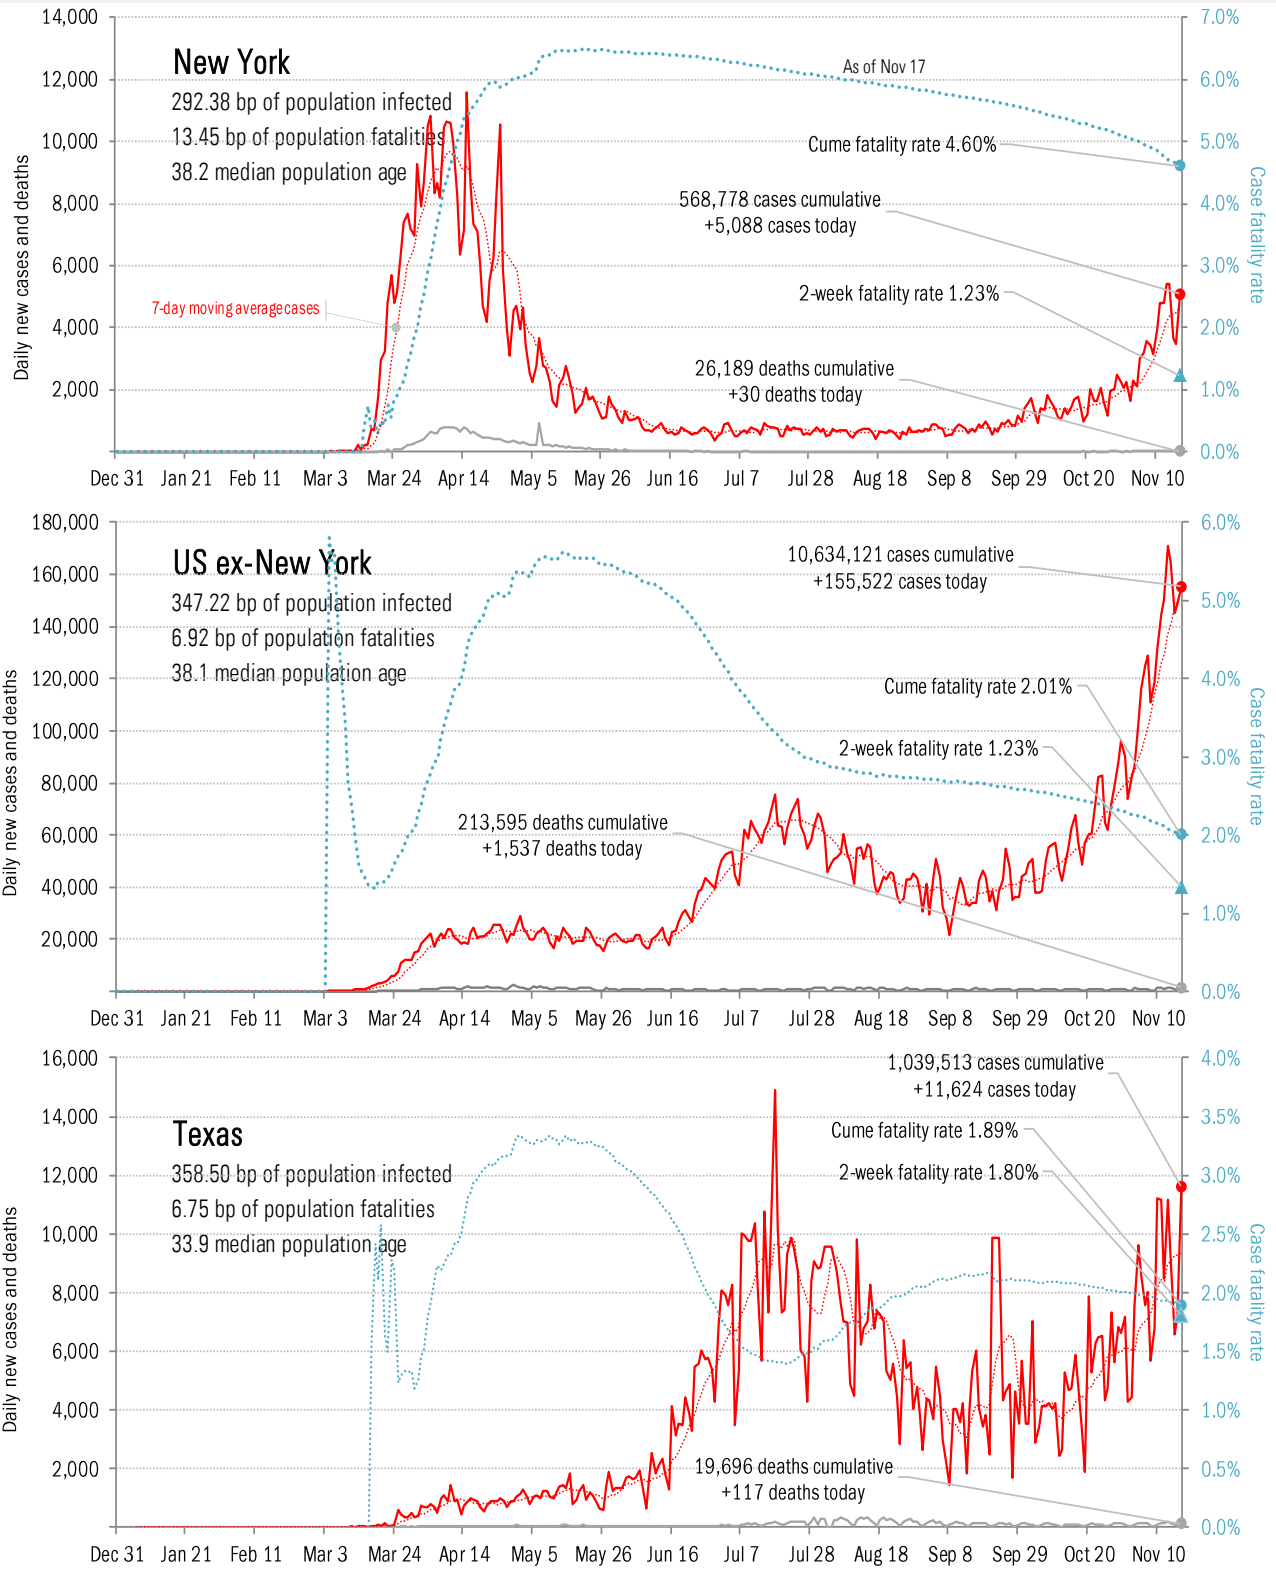 14,000
7.0%
New York
As of Nov 17
12,000
6.0%
292.38 bp of population infected
13.45 bp of population fatalities
10,000
5.0%
Cume fatality rate 4.60%
38.2 median population age
8,000
4.0%
568,778 cases cumulative
+5,088 cases today
Daily new cases and deaths
Case fatality rate
6,000
3.0%
2-week fatality rate 1.23%
7-day moving average cases
4,000
2.0%
26,189 deaths cumulative
+30 deaths today
2,000
1.0%
0.0%
Dec 31 Jan 21 Feb 11 Mar 3 Mar 24 Apr 14 May 5 May 26 Jun 16 Jul 7 Jul 28 Aug 18 Sep 8 Sep 29 Oct 20 Nov 10
180,000
6.0%
US ex-New York
10,634,121 cases cumulative
+155,522 cases today
160,000
347.22 bp of population infected
5.0%
140,000
6.92 bp of population fatalities
38.1 median population age
120,000
4.0%
Cume fatality rate 2.01%
Daily new cases and deaths
Case fatality rate
100,000
2-week fatality rate 1.23%
3.0%
80,000
213,595 deaths cumulative
+1,537 deaths today
60,000
2.0%
40,000
1.0%
20,000
0.0%
Dec 31 Jan 21 Feb 11 Mar 3 Mar 24 Apr 14 May 5 May 26 Jun 16 Jul 7 Jul 28 Aug 18 Sep 8 Sep 29 Oct 20 Nov 10
16,000
4.0%
1,039,513 cases cumulative
+11,624 cases today
14,000
3.5%
Texas
Cume fatality rate 1.89%
12,000
3.0%
358.50 bp of population infected
2-week fatality rate 1.80%
6.75 bp of population fatalities
10,000
2.5%
33.9 median population age
Daily new cases and deaths
Case fatality rate
8,000
2.0%
6,000
1.5%
4,000
1.0%
2,000
0.5%
19,696 deaths cumulative
+117 deaths today
0.0%
Dec 31 Jan 21 Feb 11 Mar 3 Mar 24 Apr 14 May 5 May 26 Jun 16 Jul 7 Jul 28 Aug 18 Sep 8 Sep 29 Oct 20 Nov 10